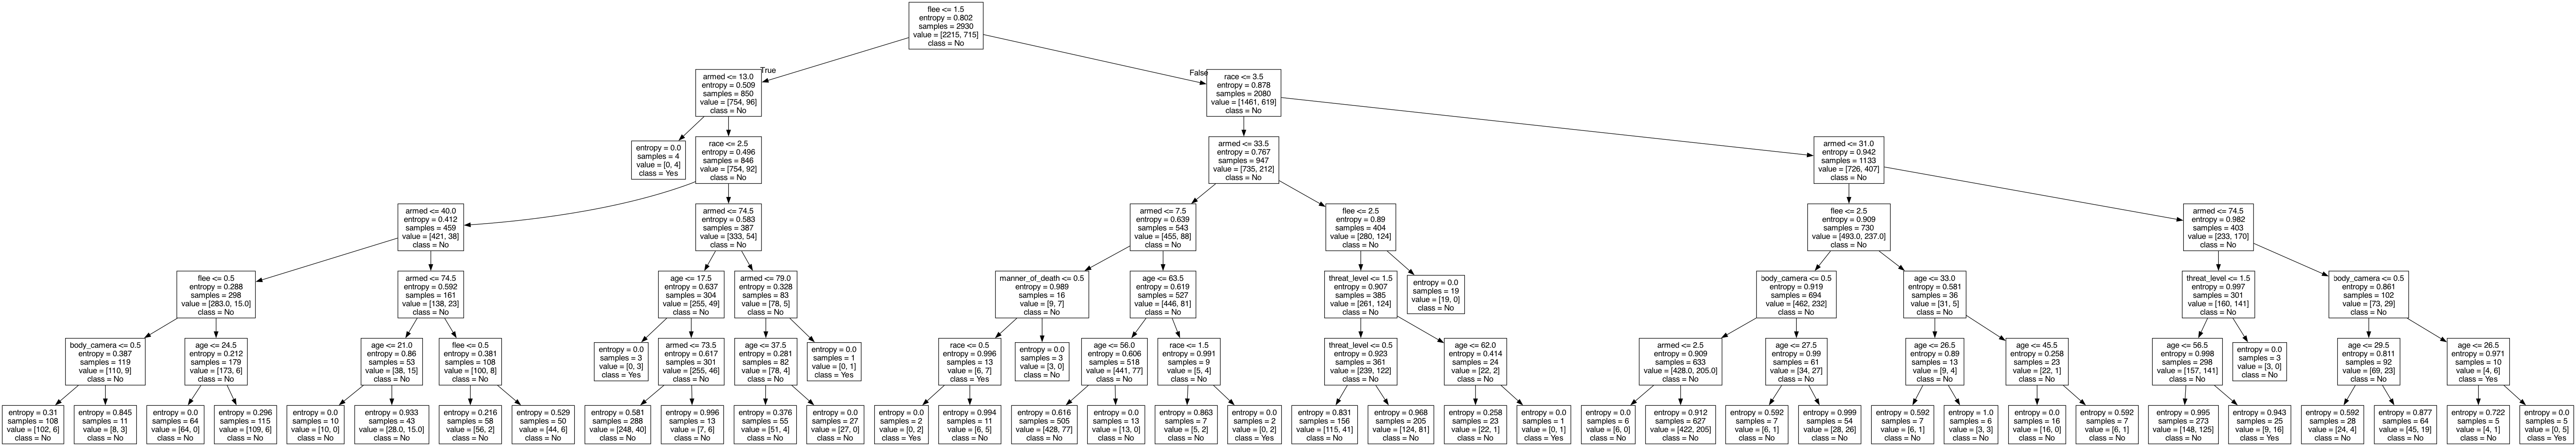 flee <= 1.5
entropy = 0.802
samples = 2930
value = [2215, 715]
class = No
True
False
armed <= 13.0
entropy = 0.509
samples = 850
value = [754, 96]
class = No
race <= 3.5
entropy = 0.878
samples = 2080
value = [1461, 619]
class = No
entropy = 0.0
samples = 4
value = [0, 4]
class = Yes
race <= 2.5
entropy = 0.496
samples = 846
value = [754, 92]
class = No
armed <= 33.5
entropy = 0.767
samples = 947
value = [735, 212]
class = No
armed <= 31.0
entropy = 0.942
samples = 1133
value = [726, 407]
class = No
armed <= 40.0
entropy = 0.412
samples = 459
value = [421, 38]
class = No
armed <= 74.5
entropy = 0.583
samples = 387
value = [333, 54]
class = No
armed <= 7.5
entropy = 0.639
samples = 543
value = [455, 88]
class = No
flee <= 2.5
entropy = 0.89
samples = 404
value = [280, 124]
class = No
flee <= 2.5
entropy = 0.909
samples = 730
value = [493.0, 237.0]
class = No
armed <= 74.5
entropy = 0.982
samples = 403
value = [233, 170]
class = No
flee <= 0.5
entropy = 0.288
samples = 298
value = [283.0, 15.0]
class = No
armed <= 74.5
entropy = 0.592
samples = 161
value = [138, 23]
class = No
age <= 17.5
entropy = 0.637
samples = 304
value = [255, 49]
class = No
armed <= 79.0
entropy = 0.328
samples = 83
value = [78, 5]
class = No
manner_of_death <= 0.5
entropy = 0.989
samples = 16
value = [9, 7]
class = No
age <= 63.5
entropy = 0.619
samples = 527
value = [446, 81]
class = No
threat_level <= 1.5
entropy = 0.907
samples = 385
value = [261, 124]
class = No
entropy = 0.0
samples = 19
value = [19, 0]
class = No
body_camera <= 0.5
entropy = 0.919
samples = 694
value = [462, 232]
class = No
age <= 33.0
entropy = 0.581
samples = 36
value = [31, 5]
class = No
threat_level <= 1.5
entropy = 0.997
samples = 301
value = [160, 141]
class = No
body_camera <= 0.5
entropy = 0.861
samples = 102
value = [73, 29]
class = No
body_camera <= 0.5
entropy = 0.387
samples = 119
value = [110, 9]
class = No
age <= 24.5
entropy = 0.212
samples = 179
value = [173, 6]
class = No
age <= 21.0
entropy = 0.86
samples = 53
value = [38, 15]
class = No
flee <= 0.5
entropy = 0.381
samples = 108
value = [100, 8]
class = No
entropy = 0.0
samples = 3
value = [0, 3]
class = Yes
armed <= 73.5
entropy = 0.617
samples = 301
value = [255, 46]
class = No
age <= 37.5
entropy = 0.281
samples = 82
value = [78, 4]
class = No
entropy = 0.0
samples = 1
value = [0, 1]
class = Yes
race <= 0.5
entropy = 0.996
samples = 13
value = [6, 7]
class = Yes
entropy = 0.0
samples = 3
value = [3, 0]
class = No
age <= 56.0
entropy = 0.606
samples = 518
value = [441, 77]
class = No
race <= 1.5
entropy = 0.991
samples = 9
value = [5, 4]
class = No
threat_level <= 0.5
entropy = 0.923
samples = 361
value = [239, 122]
class = No
age <= 62.0
entropy = 0.414
samples = 24
value = [22, 2]
class = No
armed <= 2.5
entropy = 0.909
samples = 633
value = [428.0, 205.0]
class = No
age <= 27.5
entropy = 0.99
samples = 61
value = [34, 27]
class = No
age <= 26.5
entropy = 0.89
samples = 13
value = [9, 4]
class = No
age <= 45.5
entropy = 0.258
samples = 23
value = [22, 1]
class = No
age <= 56.5
entropy = 0.998
samples = 298
value = [157, 141]
class = No
entropy = 0.0
samples = 3
value = [3, 0]
class = No
age <= 29.5
entropy = 0.811
samples = 92
value = [69, 23]
class = No
age <= 26.5
entropy = 0.971
samples = 10
value = [4, 6]
class = Yes
entropy = 0.31
samples = 108
value = [102, 6]
class = No
entropy = 0.845
samples = 11
value = [8, 3]
class = No
entropy = 0.0
samples = 64
value = [64, 0]
class = No
entropy = 0.296
samples = 115
value = [109, 6]
class = No
entropy = 0.0
samples = 10
value = [10, 0]
class = No
entropy = 0.933
samples = 43
value = [28.0, 15.0]
class = No
entropy = 0.216
samples = 58
value = [56, 2]
class = No
entropy = 0.529
samples = 50
value = [44, 6]
class = No
entropy = 0.581
samples = 288
value = [248, 40]
class = No
entropy = 0.996
samples = 13
value = [7, 6]
class = No
entropy = 0.376
samples = 55
value = [51, 4]
class = No
entropy = 0.0
samples = 27
value = [27, 0]
class = No
entropy = 0.0
samples = 2
value = [0, 2]
class = Yes
entropy = 0.994
samples = 11
value = [6, 5]
class = No
entropy = 0.616
samples = 505
value = [428, 77]
class = No
entropy = 0.0
samples = 13
value = [13, 0]
class = No
entropy = 0.863
samples = 7
value = [5, 2]
class = No
entropy = 0.0
samples = 2
value = [0, 2]
class = Yes
entropy = 0.831
samples = 156
value = [115, 41]
class = No
entropy = 0.968
samples = 205
value = [124, 81]
class = No
entropy = 0.258
samples = 23
value = [22, 1]
class = No
entropy = 0.0
samples = 1
value = [0, 1]
class = Yes
entropy = 0.0
samples = 6
value = [6, 0]
class = No
entropy = 0.912
samples = 627
value = [422, 205]
class = No
entropy = 0.592
samples = 7
value = [6, 1]
class = No
entropy = 0.999
samples = 54
value = [28, 26]
class = No
entropy = 0.592
samples = 7
value = [6, 1]
class = No
entropy = 1.0
samples = 6
value = [3, 3]
class = No
entropy = 0.0
samples = 16
value = [16, 0]
class = No
entropy = 0.592
samples = 7
value = [6, 1]
class = No
entropy = 0.995
samples = 273
value = [148, 125]
class = No
entropy = 0.943
samples = 25
value = [9, 16]
class = Yes
entropy = 0.592
samples = 28
value = [24, 4]
class = No
entropy = 0.877
samples = 64
value = [45, 19]
class = No
entropy = 0.722
samples = 5
value = [4, 1]
class = No
entropy = 0.0
samples = 5
value = [0, 5]
class = Yes